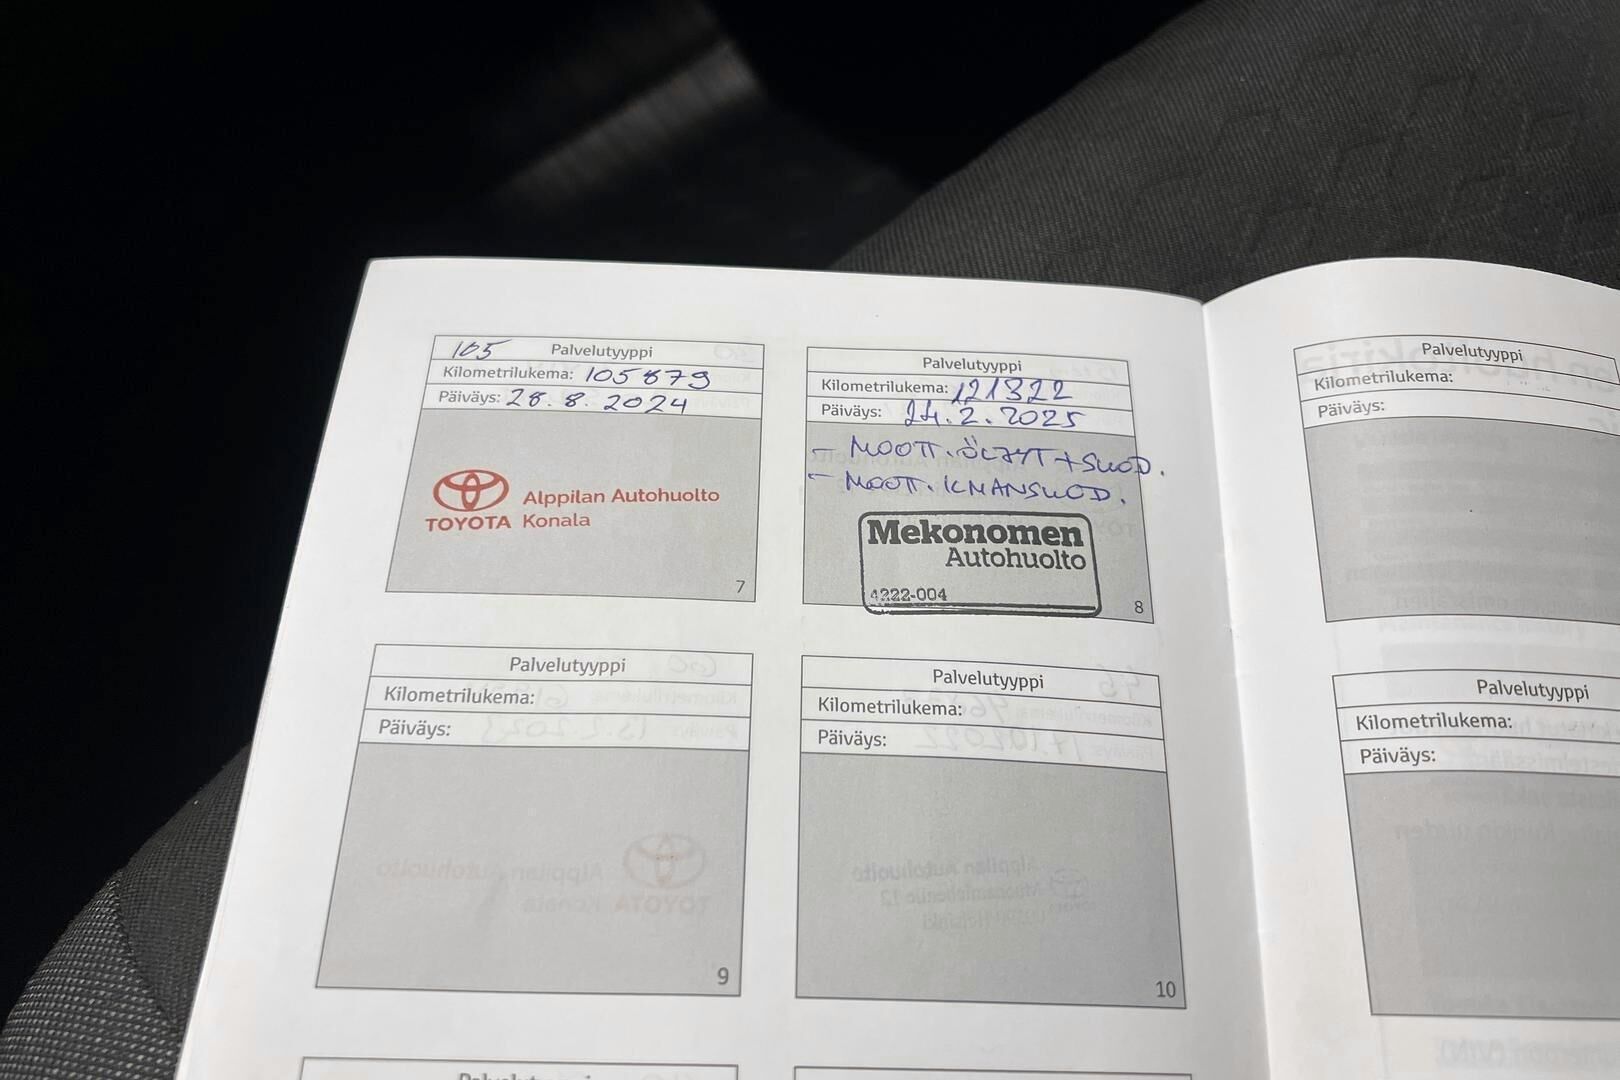 105 Palvelutyyppi
Kilometrilukema: 105879
Päiväys: 28.8.2024
TOYOTA
Alppilan Autohuolto
Konala
7
Palvelutyyppi
Kilometrilukema: 121322
Päiväys: 24.2.2025
- MOOTT.ÖLJYT+SUOD.
- MOOTT. ILMANSUOD.
Mekonomen
Autohuolto
4222-004
8
Palvelutyyppi
Kilometrilukema:
Päiväys:
Palvelutyyppi
Kilometrilukema:
Päiväys:
9
Palvelutyyppi
Kilometrilukema:
Päiväys:
10
Palvelutyyppi
Kilometrilukema:
Päiväys:
Palvelutyyppi